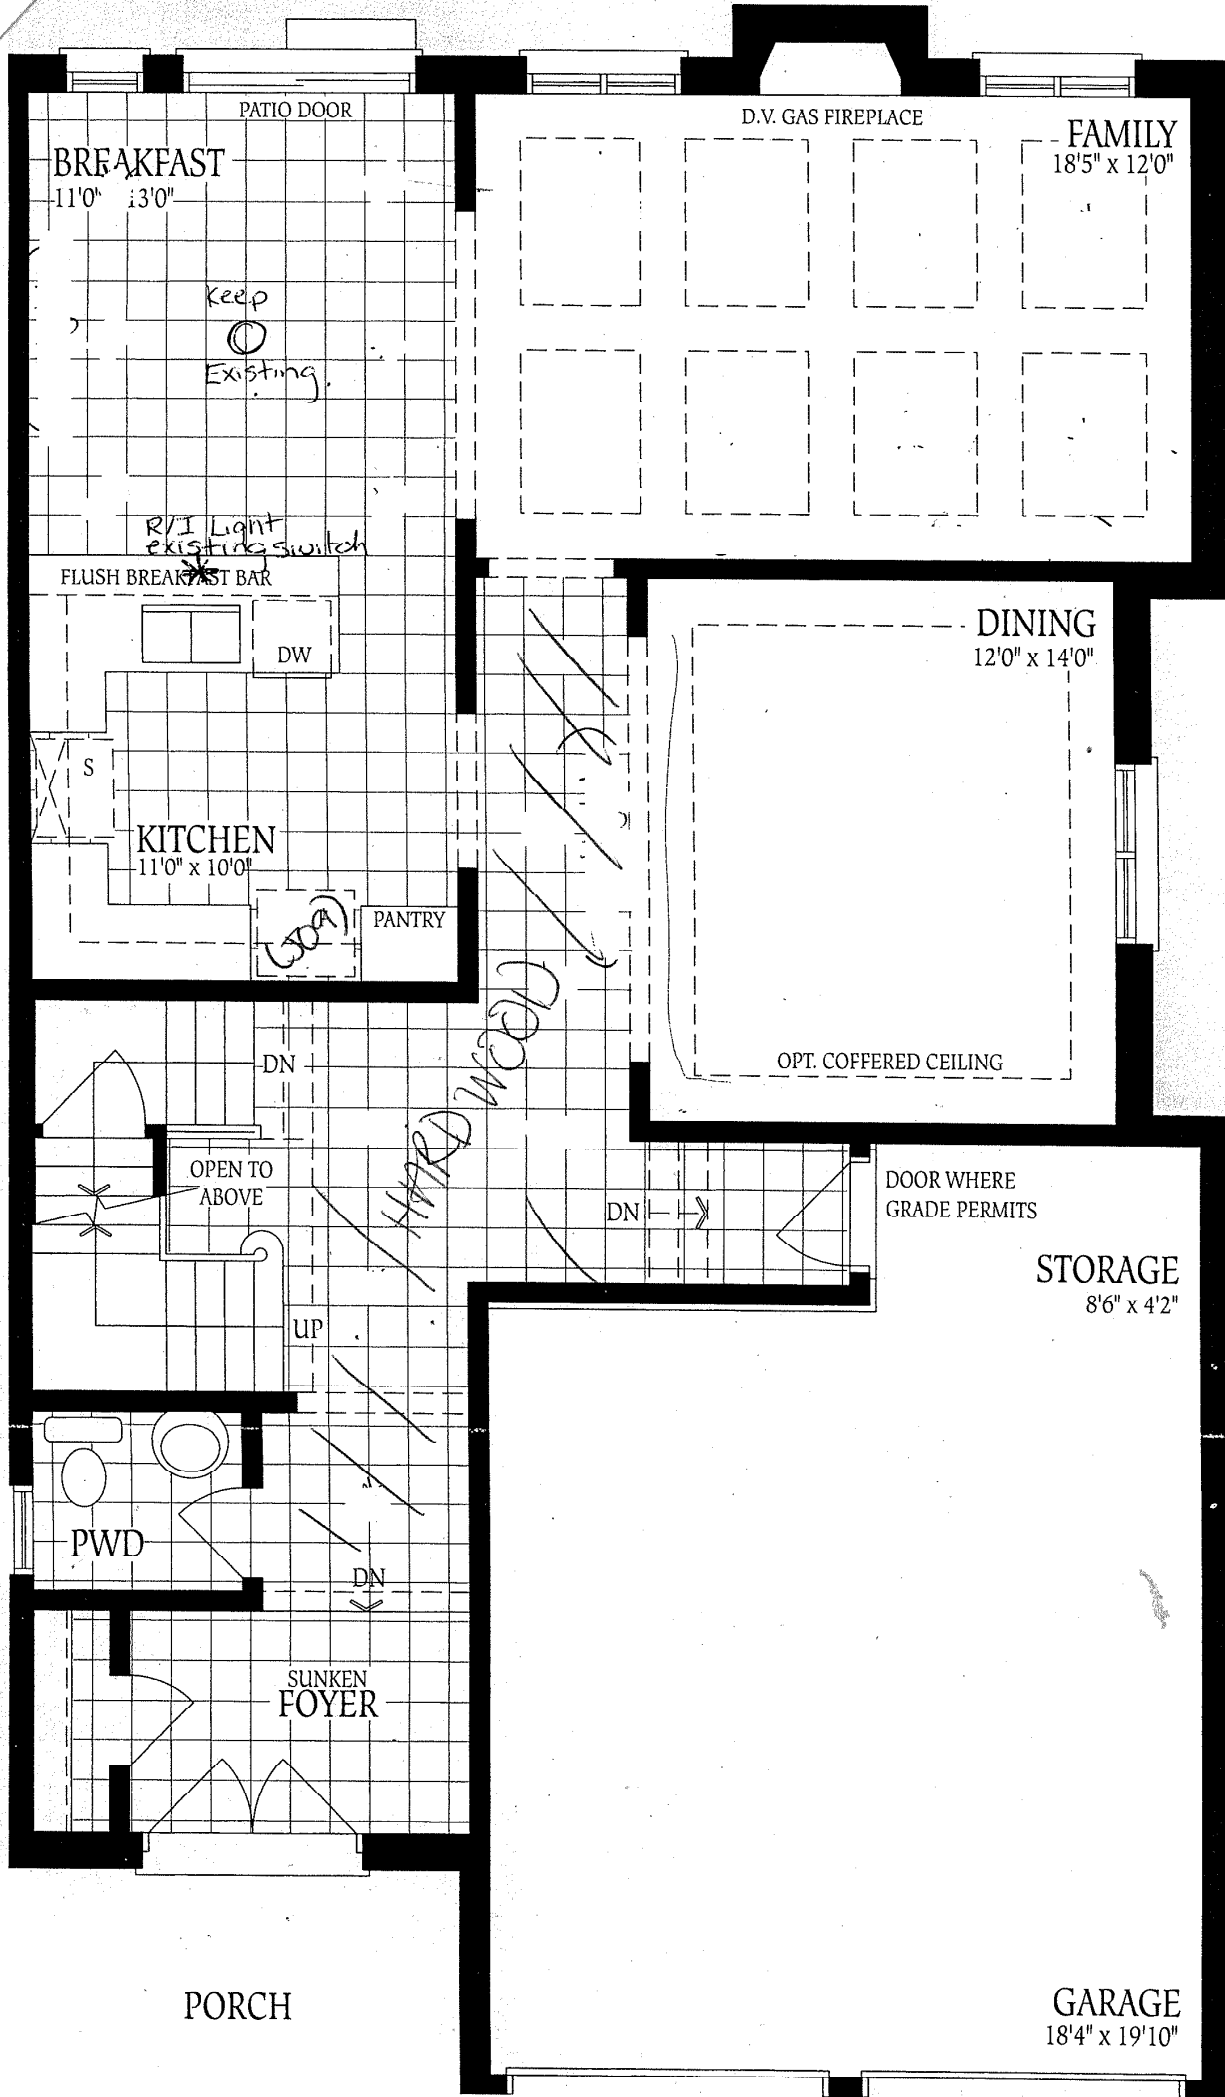 PATIO DOOR
BREAKFAST
11'0" 13'0"
D.V. GAS FIREPLACE
FAMILY
18'5" x 12'0"
Keep
Existing.
R/I Light
existing switch
FLUSH BREAKFAST BAR
DW
S
KITCHEN
11'0" x 10'0"
PANTRY
DINING
12'0" x 14'0"
OPT. COFFERED CEILING
HARDWOOD
DN
OPEN TO
ABOVE
DN
DOOR WHERE
GRADE PERMITS
STORAGE
8'6" x 4'2"
UP
PWD
DN
SUNKEN
FOYER
PORCH
GARAGE
18'4" x 19'10"